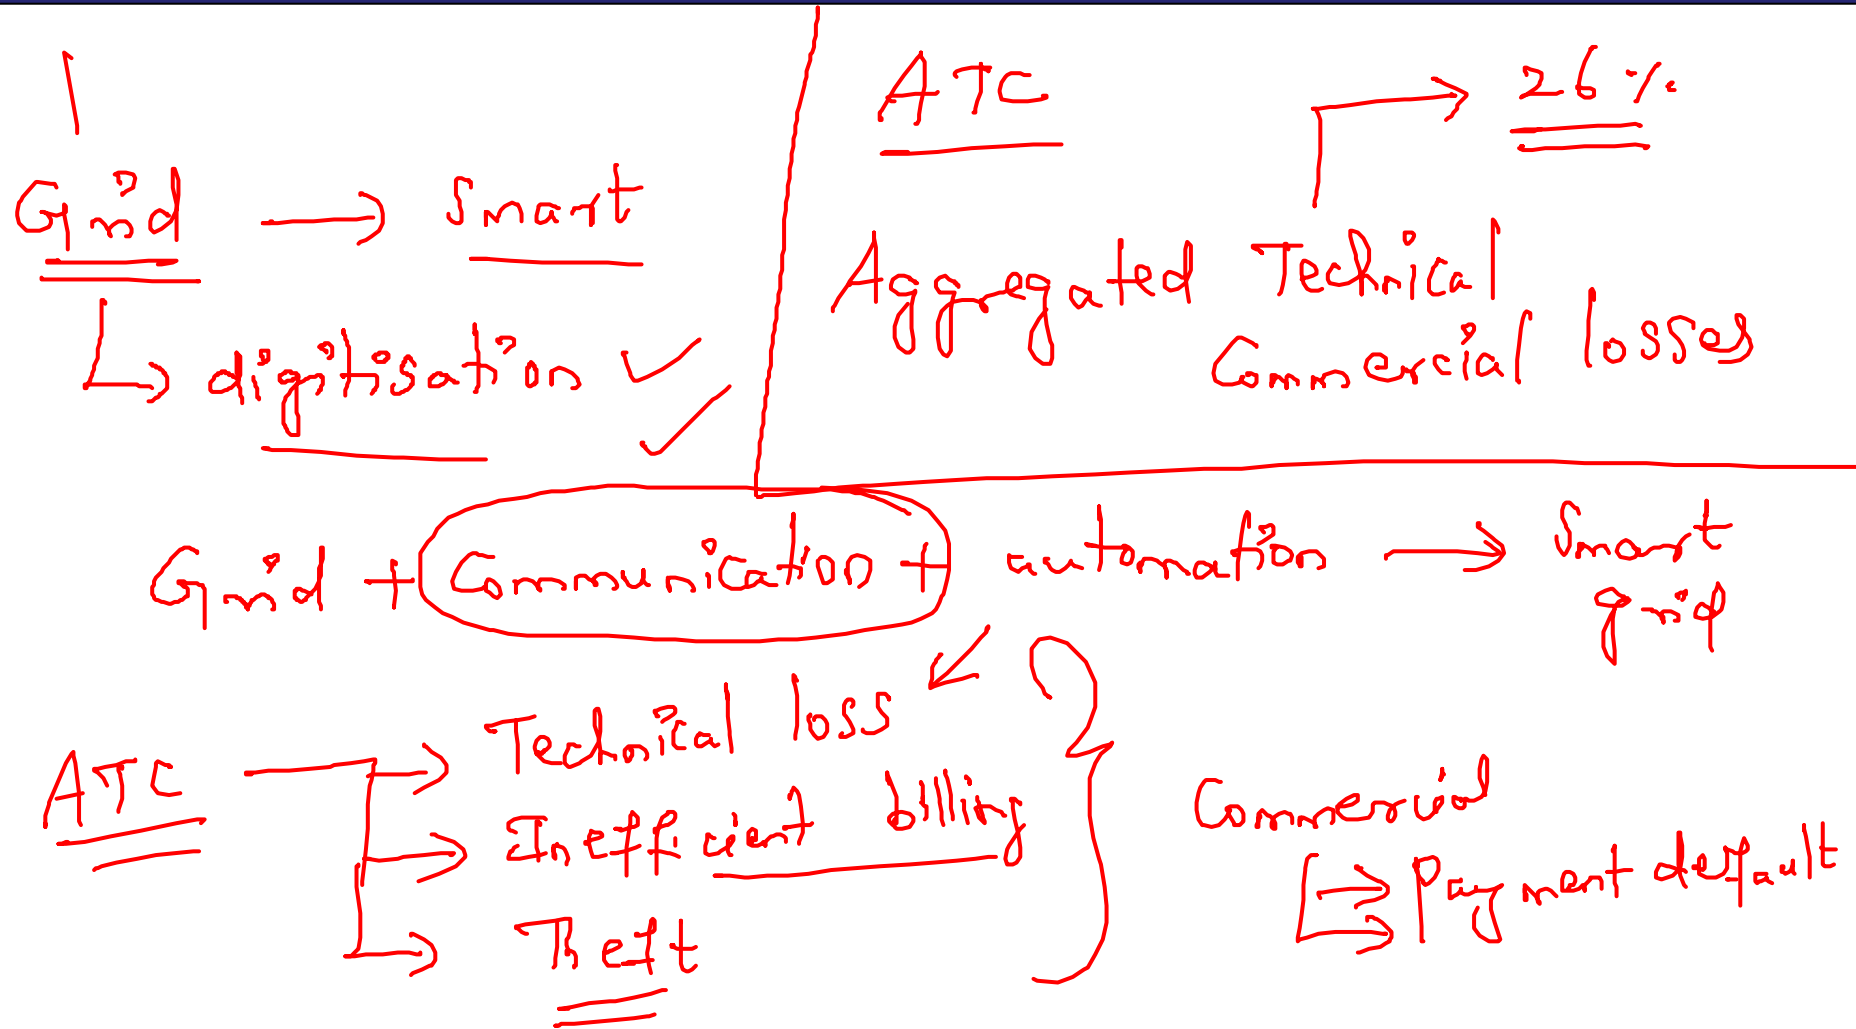 Grid → Smart
↳ digitisation ✓
✓
ATC
26 %
Aggregated Technical
Commercial losses
Grid + Communication + automation → Smart
grid
ATC → Technical loss
→ Inefficient billing
→ Theft
Commercial
→ Payment default
→